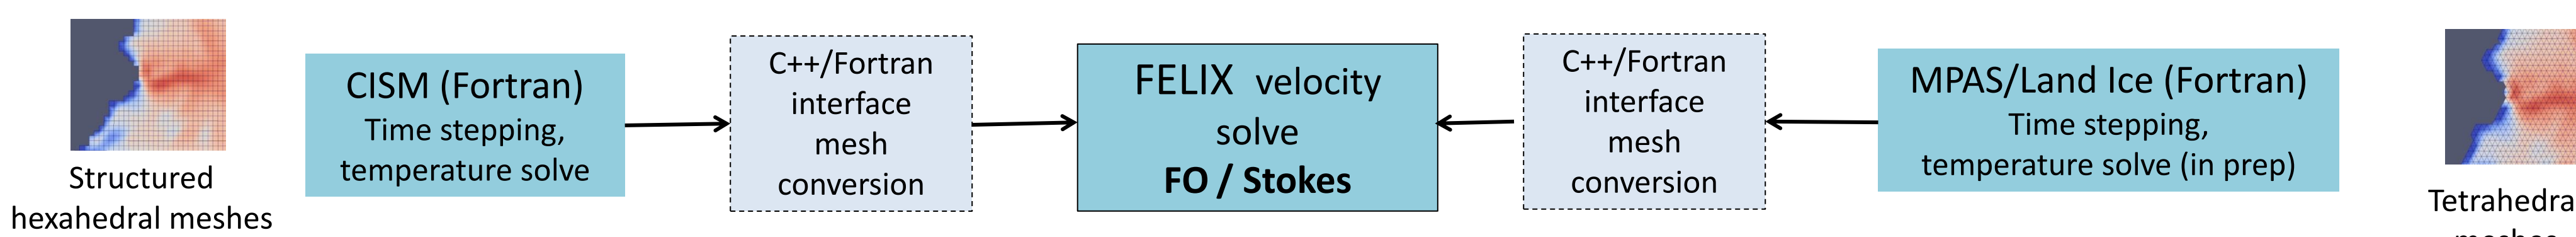 Structured
hexahedral meshes
CISM (Fortran)
Time stepping,
temperature solve
C++/Fortran
interface
mesh
conversion
FELIX velocity
solve
FO / Stokes
C++/Fortran
interface
mesh
conversion
MPAS/Land Ice (Fortran)
Time stepping,
temperature solve (in prep)
Tetrahedra